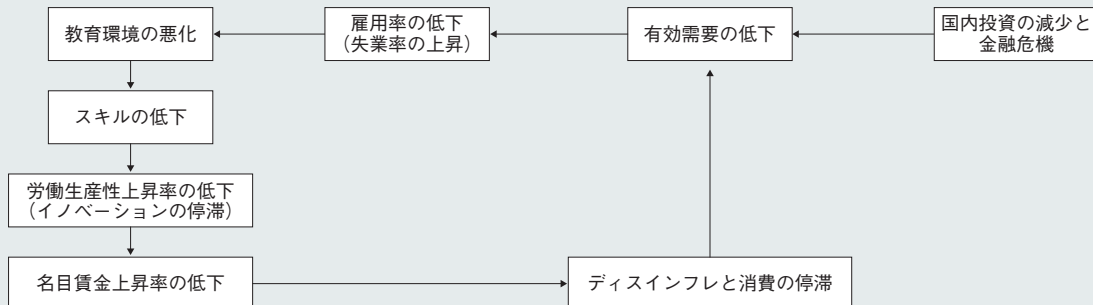 教育環境の悪化
雇用率の低下
（失業率の上昇）
有効需要の低下
国内投資の減少と
金融危機
スキルの低下
労働生産性上昇率の低下
（イノベーションの停滞）
名目賃金上昇率の低下
ディスインフレと消費の停滞